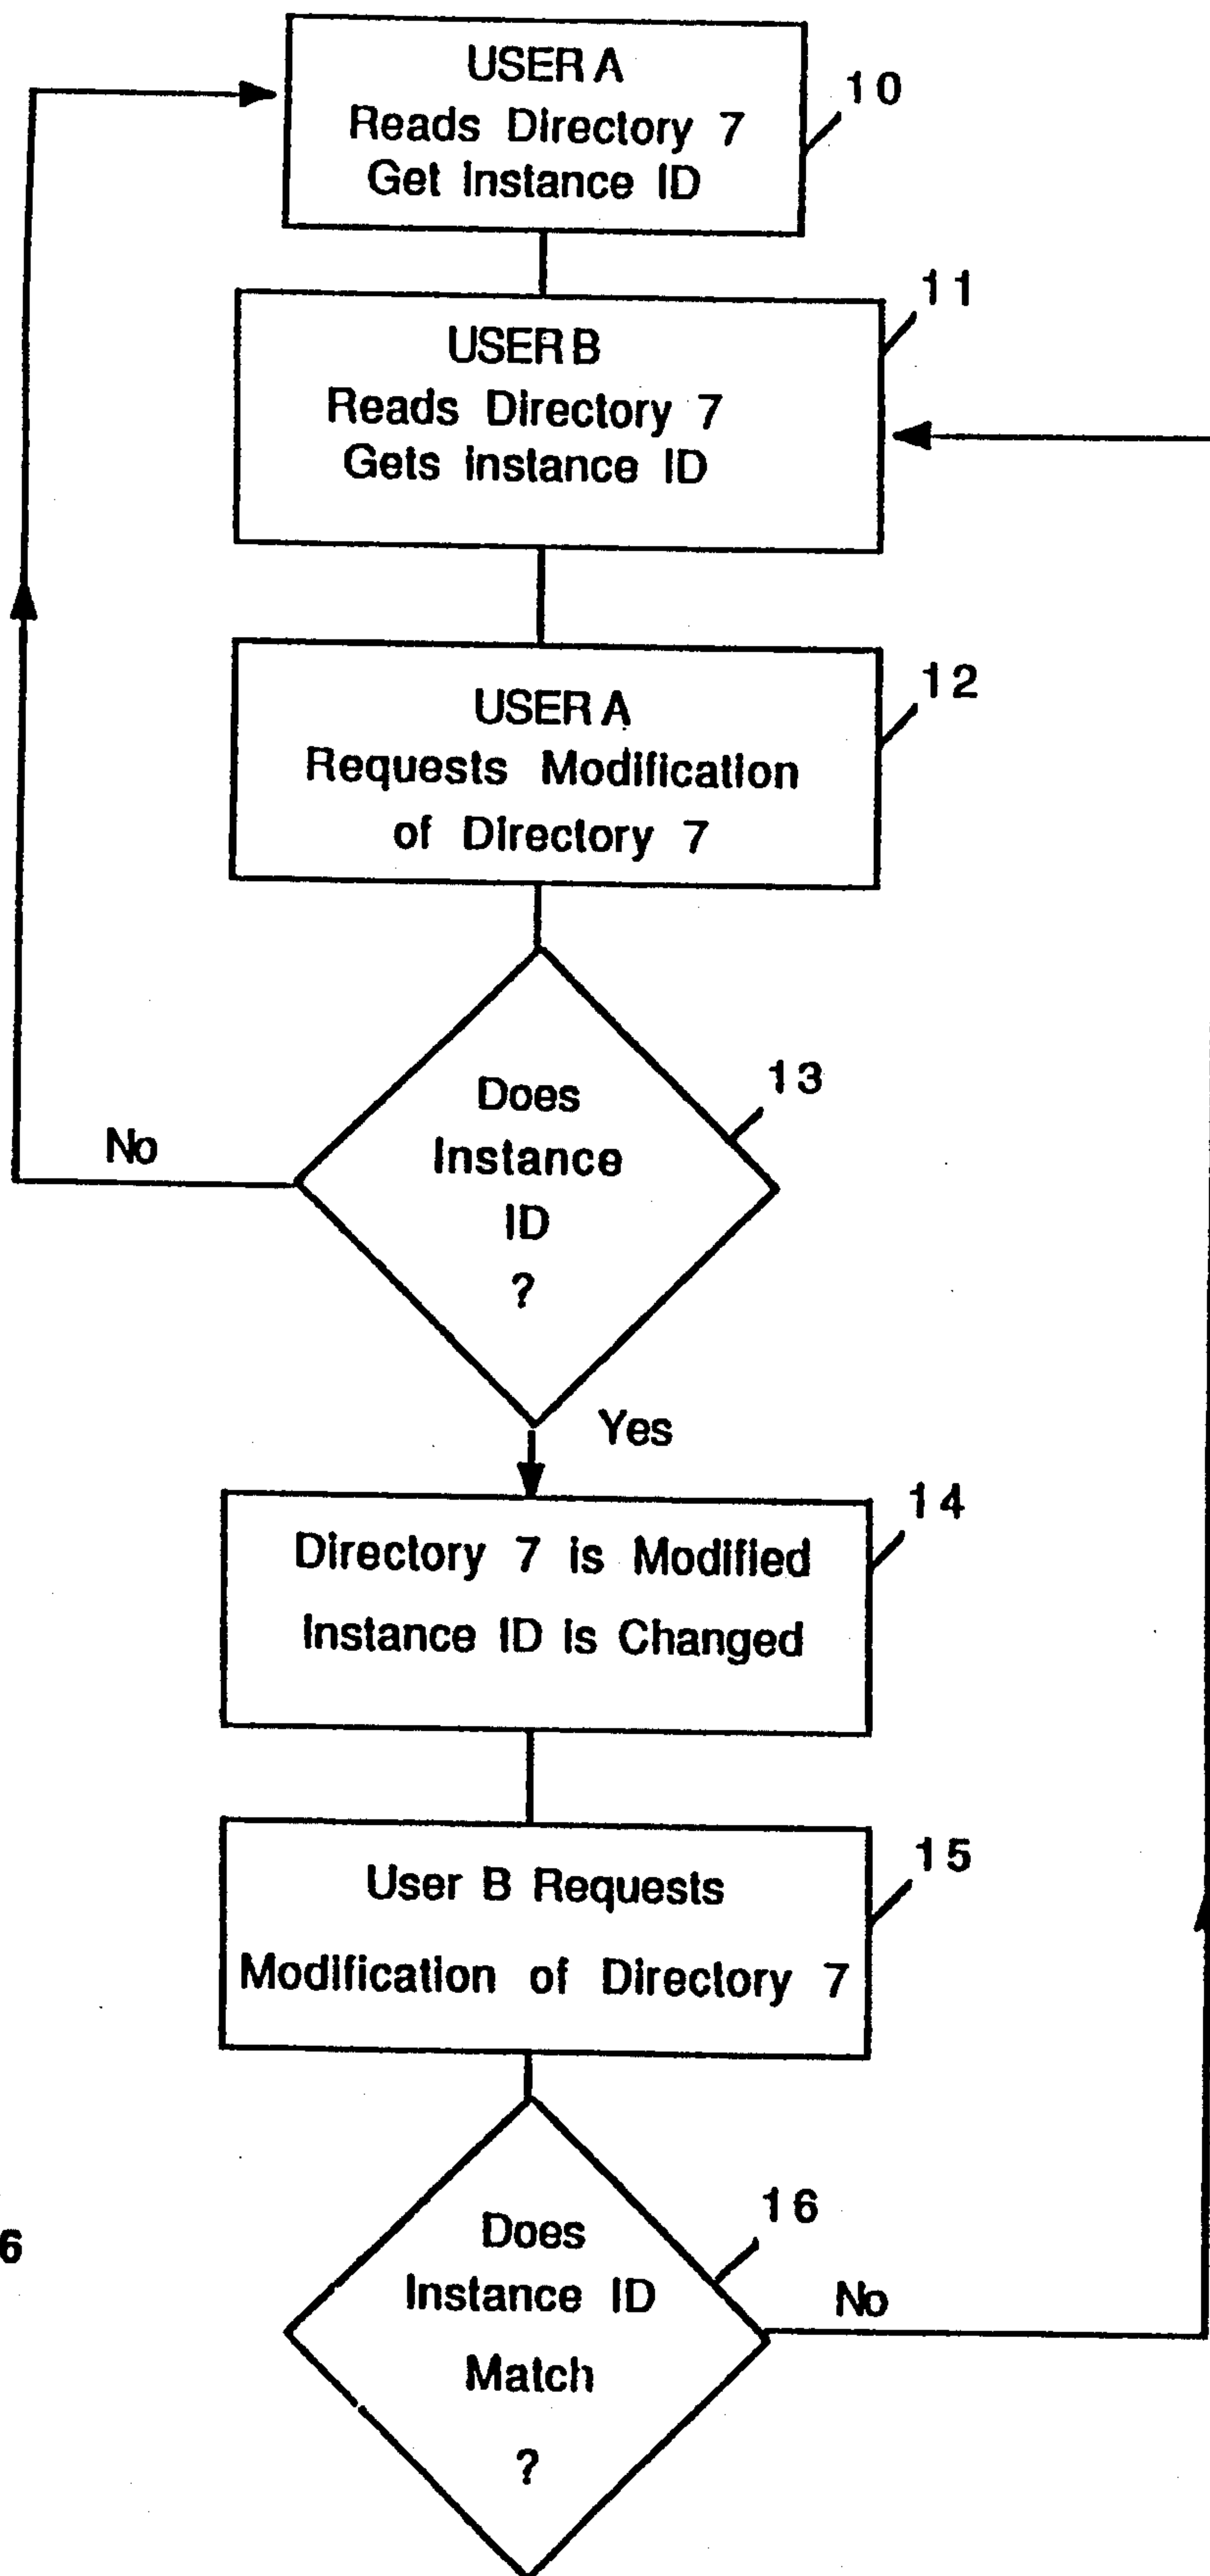 USER A
Reads Directory 7
Get Instance ID
10
USER B
Reads Directory 7
Gets Instance ID
11
USER A
Requests Modification
of Directory 7
12
Does
Instance
ID
?
13
No
Yes
Directory 7 is Modified
Instance ID is Changed
14
User B Requests
Modification of Directory 7
15
Does
Instance ID
Match
?
16
No
6